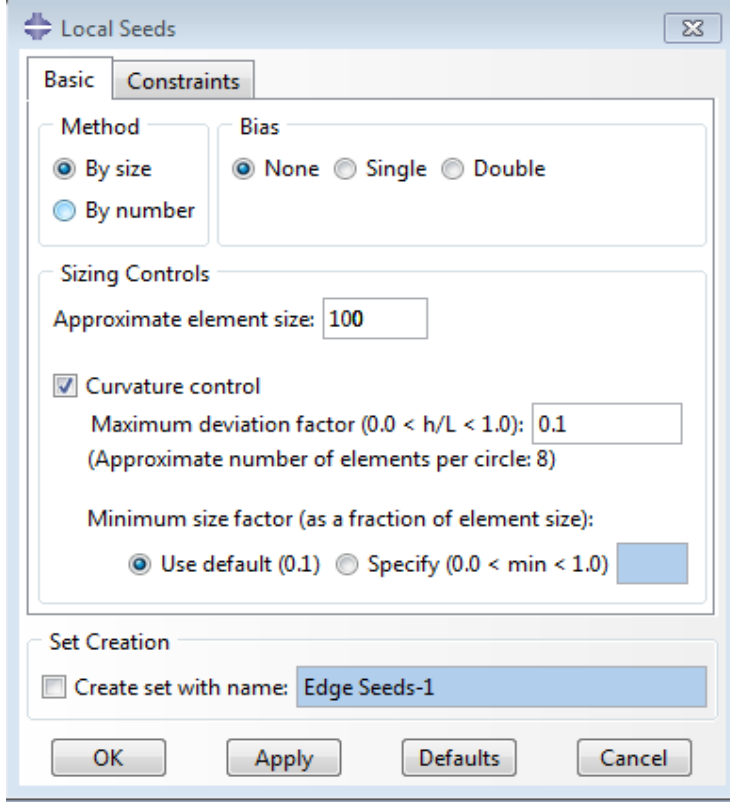 Local Seeds
Basic Constraints
Method
By size
By number
Bias
None Single Double
Sizing Controls
Approximate element size: 100
Curvature control
Maximum deviation factor (0.0 < h/L < 1.0): 0.1
(Approximate number of elements per circle: 8)
Minimum size factor (as a fraction of element size):
Use default (0.1) Specify (0.0 < min < 1.0)
Set Creation
Create set with name: Edge Seeds-1
OK Apply Defaults Cancel